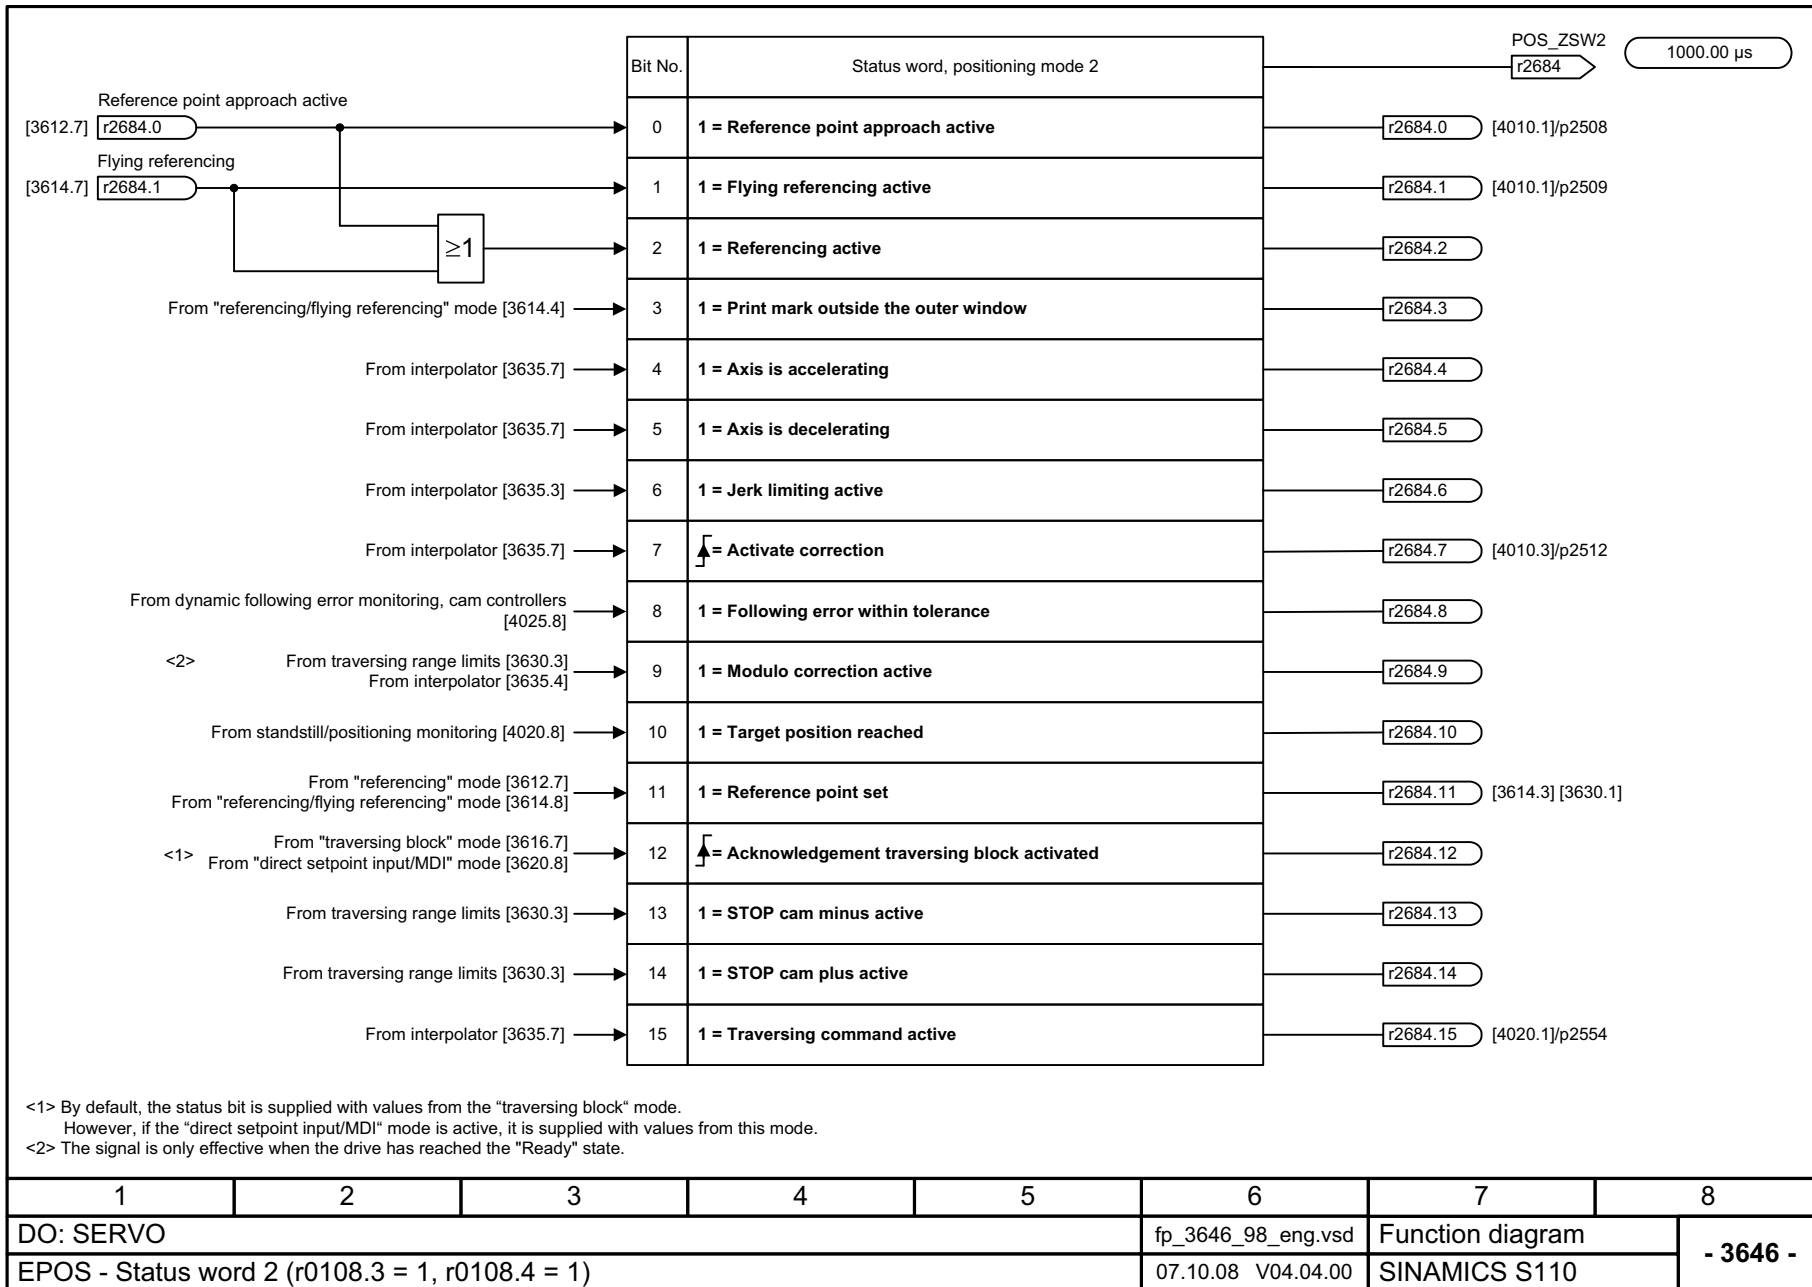 POS_ZSW2
Bit No. Status word, positioning mode 2 r2684 1000.00 µs
Reference point approach active
[3612.7] r2684.0 0 1 = Reference point approach active r2684.0 [4010.1]/p2508
Flying referencing
[3614.7] r2684.1 1 1 = Flying referencing active r2684.1 [4010.1]/p2509
≥1 2 1 = Referencing active r2684.2
From "referencing/flying referencing" mode [3614.4] 3 1 = Print mark outside the outer window r2684.3
From interpolator [3635.7] 4 1 = Axis is accelerating r2684.4
From interpolator [3635.7] 5 1 = Axis is decelerating r2684.5
From interpolator [3635.3] 6 1 = Jerk limiting active r2684.6
From interpolator [3635.7] 7 = Activate correction r2684.7 [4010.3]/p2512
From dynamic following error monitoring, cam controllers
[4025.8] 8 1 = Following error within tolerance r2684.8
<2> From traversing range limits [3630.3]
From interpolator [3635.4] 9 1 = Modulo correction active r2684.9
From standstill/positioning monitoring [4020.8] 10 1 = Target position reached r2684.10
From "referencing" mode [3612.7]
From "referencing/flying referencing" mode [3614.8] 11 1 = Reference point set r2684.11 [3614.3] [3630.1]
From "traversing block" mode [3616.7]
<1> From "direct setpoint input/MDI" mode [3620.8] 12 = Acknowledgement traversing block activated r2684.12
From traversing range limits [3630.3] 13 1 = STOP cam minus active r2684.13
From traversing range limits [3630.3] 14 1 = STOP cam plus active r2684.14
From interpolator [3635.7] 15 1 = Traversing command active r2684.15 [4020.1]/p2554
<1> By default, the status bit is supplied with values from the “traversing block“ mode.
However, if the “direct setpoint input/MDI“ mode is active, it is supplied with values from this mode.
<2> The signal is only effective when the drive has reached the "Ready" state.
1 2 3 4 5 6 7 8
DO: SERVO fp_3646_98_eng.vsd Function diagram - 3646 -
EPOS - Status word 2 (r0108.3 = 1, r0108.4 = 1) 07.10.08 V04.04.00 SINAMICS S110